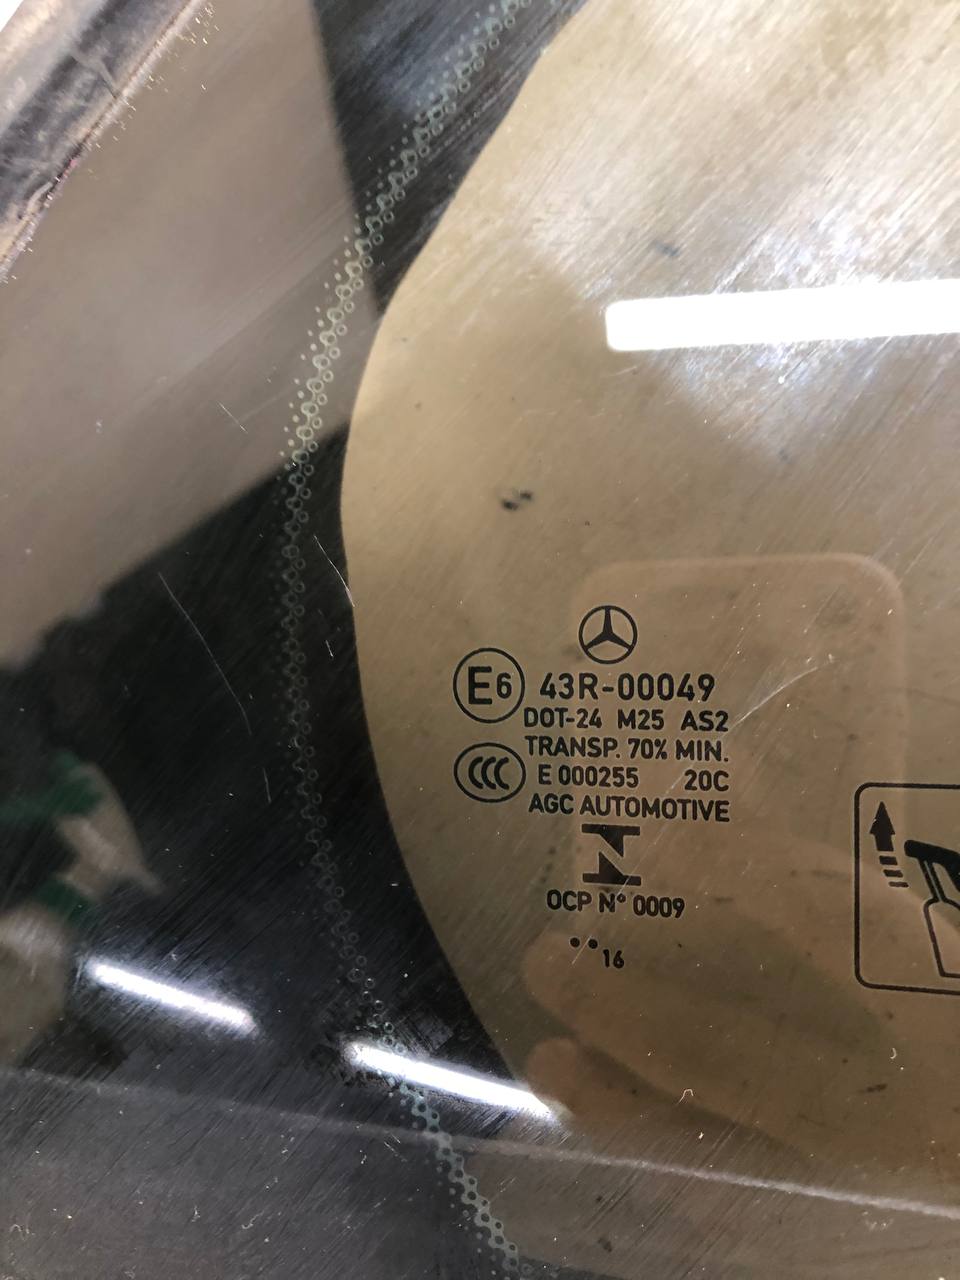 E6 43R-00049
DOT-24 M25 AS2
TRANSP. 70% MIN.
CCC E 000255 20C
AGC AUTOMOTIVE
N
OCP N° 0009
••16